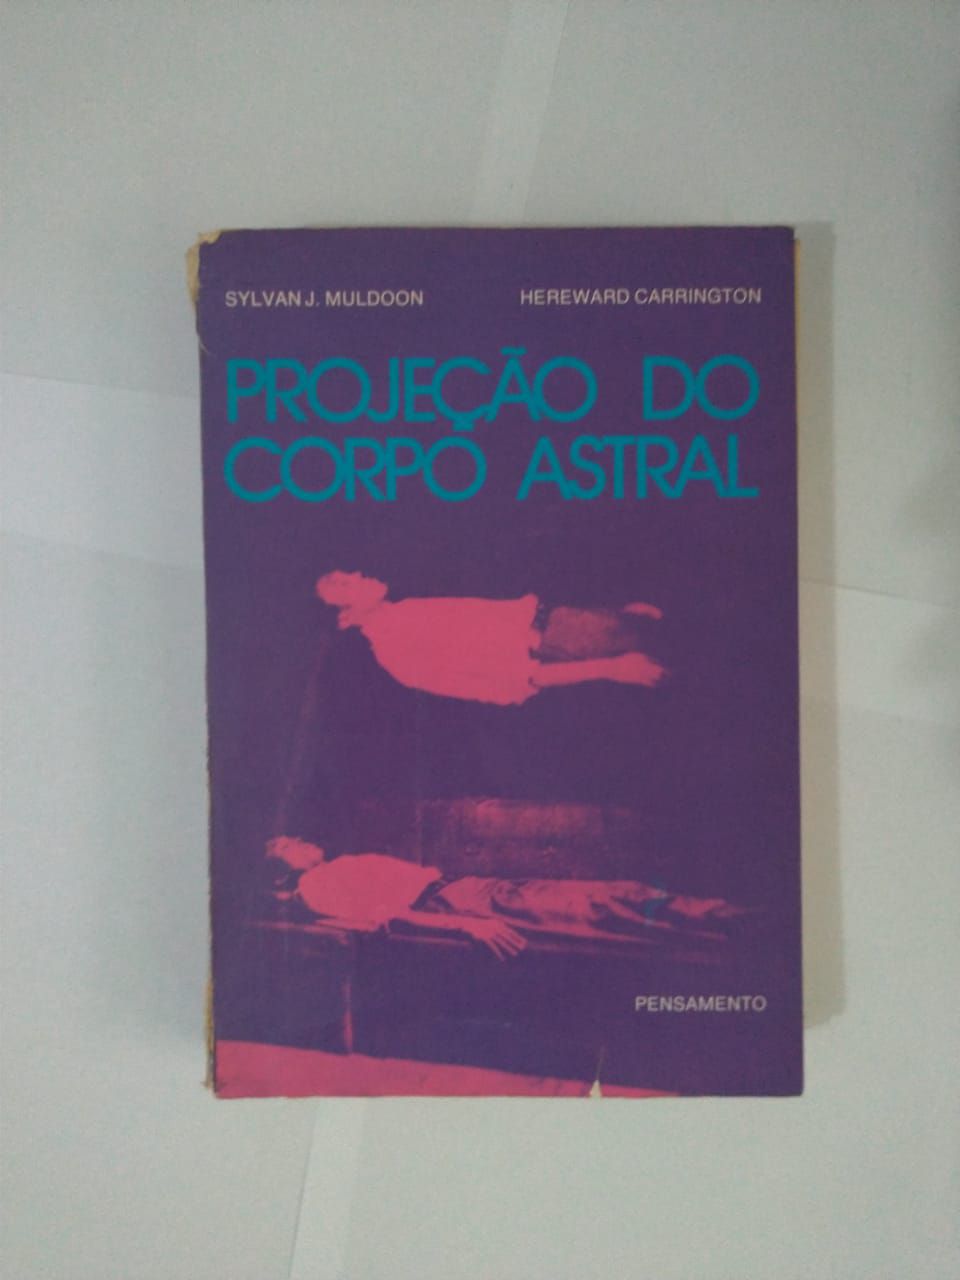 SYLVAN J. MULDOON HEREWARD CARRINGTON
PROJEÇÃO DO
CORPO ASTRAL
PENSAMENTO